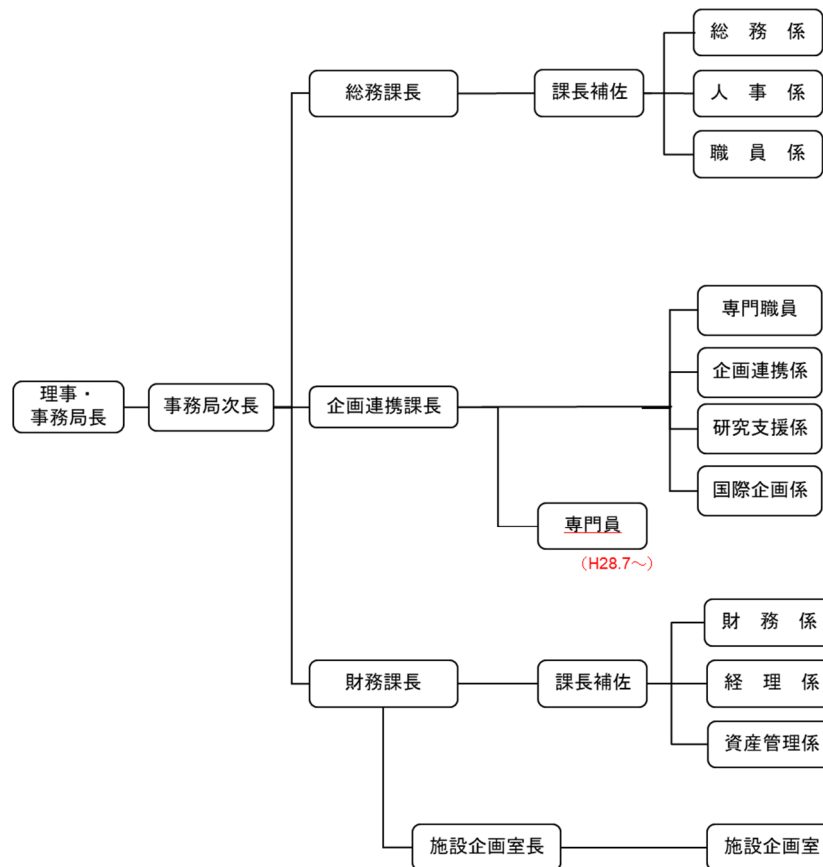 総　務　係
総務課長
課長補佐
人　事　係
職　員　係
専門職員
企画連携係
理事・
事務局長
事務局次長
企画連携課長
研究支援係
国際企画係
専門員
（H28.7～）
財　務　係
財務課長
課長補佐
経　理　係
資産管理係
施設企画室長
施設企画室